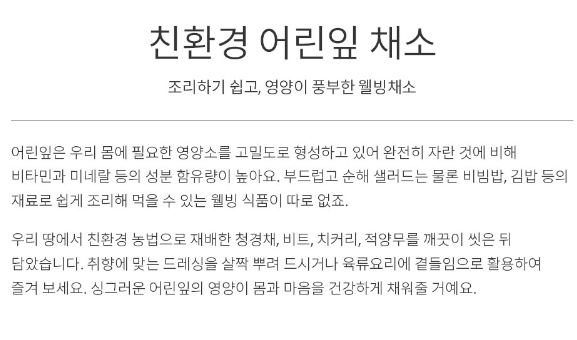 친환경 어린잎 채소
조리하기 쉽고, 영양이 풍부한 웰빙채소
어린잎은 우리 몸에 필요한 영양소를 고밀도로 형성하고 있어 완전히 자란 것에 비해
비타민과 미네랄 등의 성분 함유량이 높아요. 부드럽고 순해 샐러드는 물론 비빔밥, 김밥 등의
재료로 쉽게 조리해 먹을 수 있는 웰빙 식품이 따로 없죠.
우리 땅에서 친환경 농법으로 재배한 청경채, 비트, 치커리, 적양무를 깨끗이 씻은 뒤
담았습니다. 취향에 맞는 드레싱을 살짝 뿌려 드시거나 육류요리에 곁들임으로 활용하여
즐겨 보세요. 싱그러운 어린잎의 영양이 몸과 마음을 건강하게 채워줄 거예요.